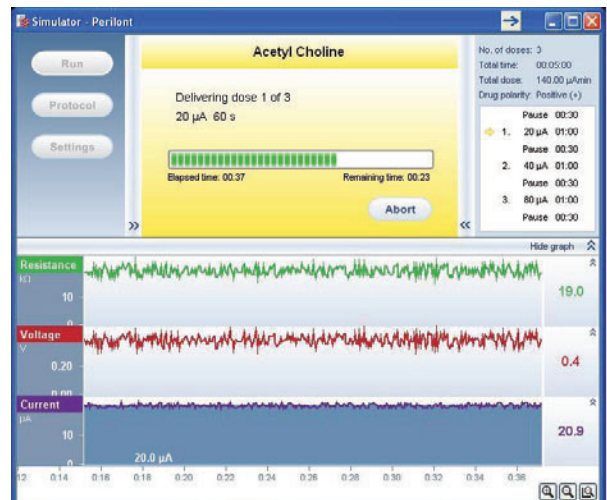 Simulator - Perilont
Run
Protocol
Settings
Acetyl Choline
Delivering dose 1 of 3
20 µA 60 s
Elapsed time: 00:37 Remaining time: 00:23
Abort
»
«
No. of doses: 3
Total time: 00:05:00
Total dose: 140.00 µAmin
Drug polarity: Positive (+)
Pause 00:30
1. 20 µA 01:00
Pause 00:30
2. 40 µA 01:00
Pause 00:30
3. 80 µA 01:00
Pause 00:30
Hide graph
Resistance
kΩ
10
0
19.0
Voltage
V
0.20
0.00
0.4
Current
µA
10
0
20.9
20.0 µA
12 0:14 0:16 0:18 0:20 0:22 0:24 0:26 0:28 0:30 0:32 0:34 0:36